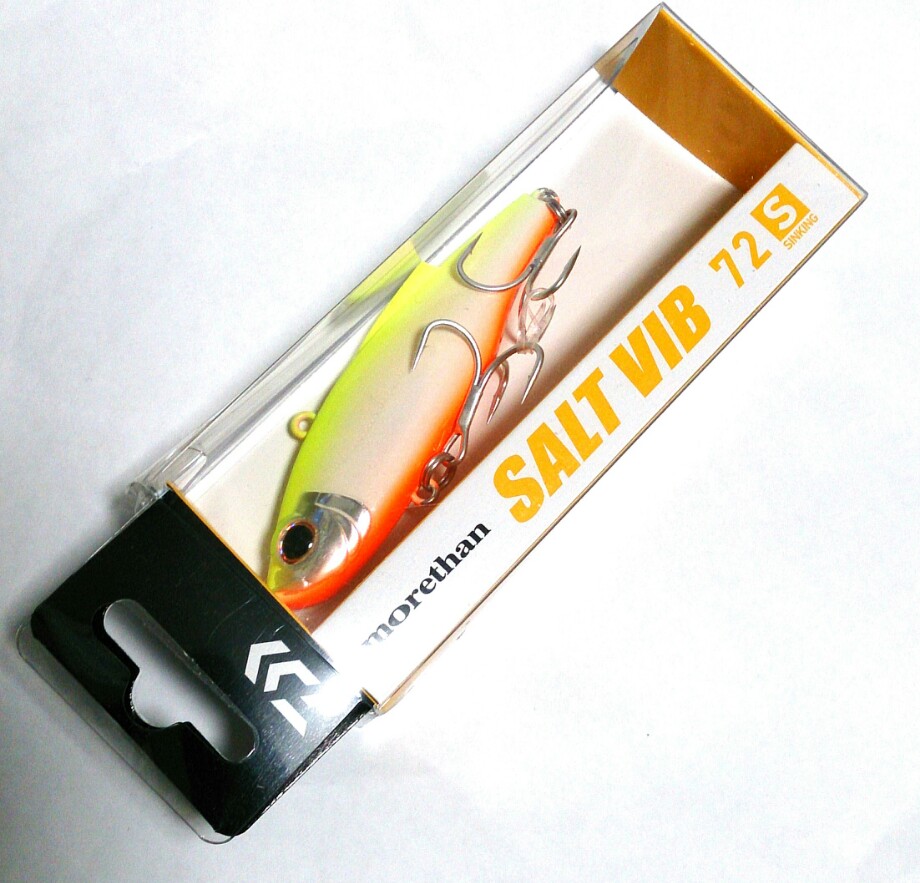 morethan
SALT VIB
72 S
SINKING